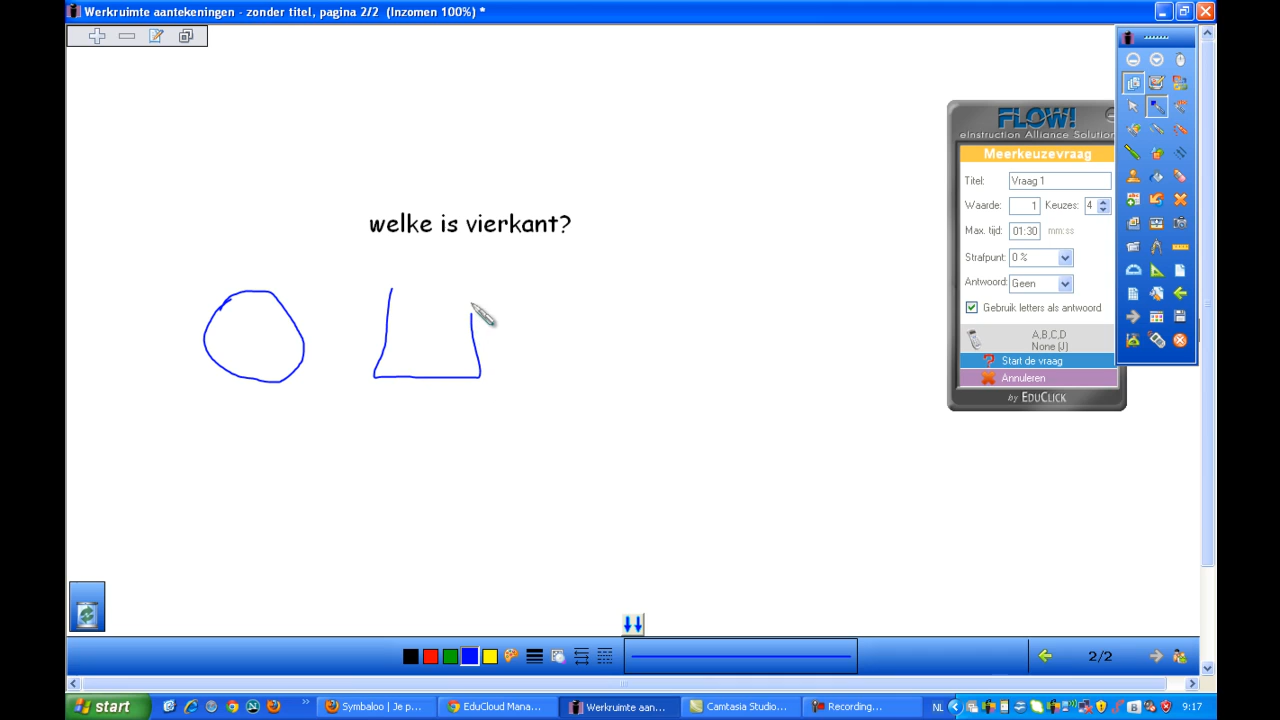 Werkruimte aantekeningen - zonder titel, pagina 2/2 (Inzomen 100%) *
welke is vierkant?
FLOW!
eInstruction Alliance Solution
Meerkeuzevraag
Titel: Vraag 1
Waarde: 1 Keuzes: 4
Max. tijd: 01:30 mm:ss
Strafpunt: 0 %
Antwoord: Geen
Gebruik letters als antwoord
A,B,C,D
None (J)
Start de vraag
Annuleren
by EDUCLICK
2/2
start
Symbaloo | Je p...
EduCloud Mana...
Werkruimte aan...
Camtasia Studio...
Recording...
NL
9:17